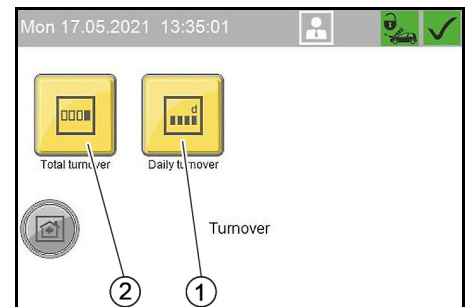 Mon 17.05.2021 13:35:01
d
Total turnover Daily turnover
Turnover
2 1